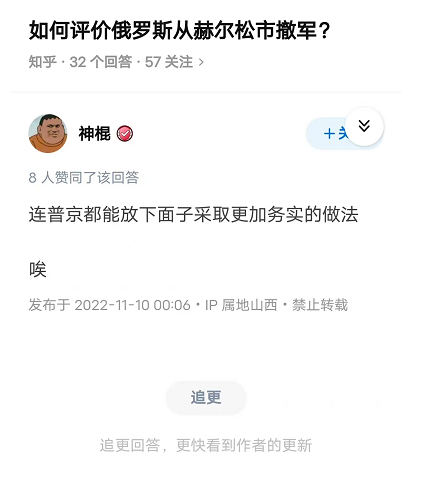 如何评价俄罗斯从赫尔松市撤军？
知乎 · 32 个回答 · 57 关注 >
神棍
＋关
8 人赞同了该回答
连普京都能放下面子采取更加务实的做法
唉
发布于 2022-11-10 00:06・IP 属地山西・禁止转载
追更
追更回答，更快看到作者的更新